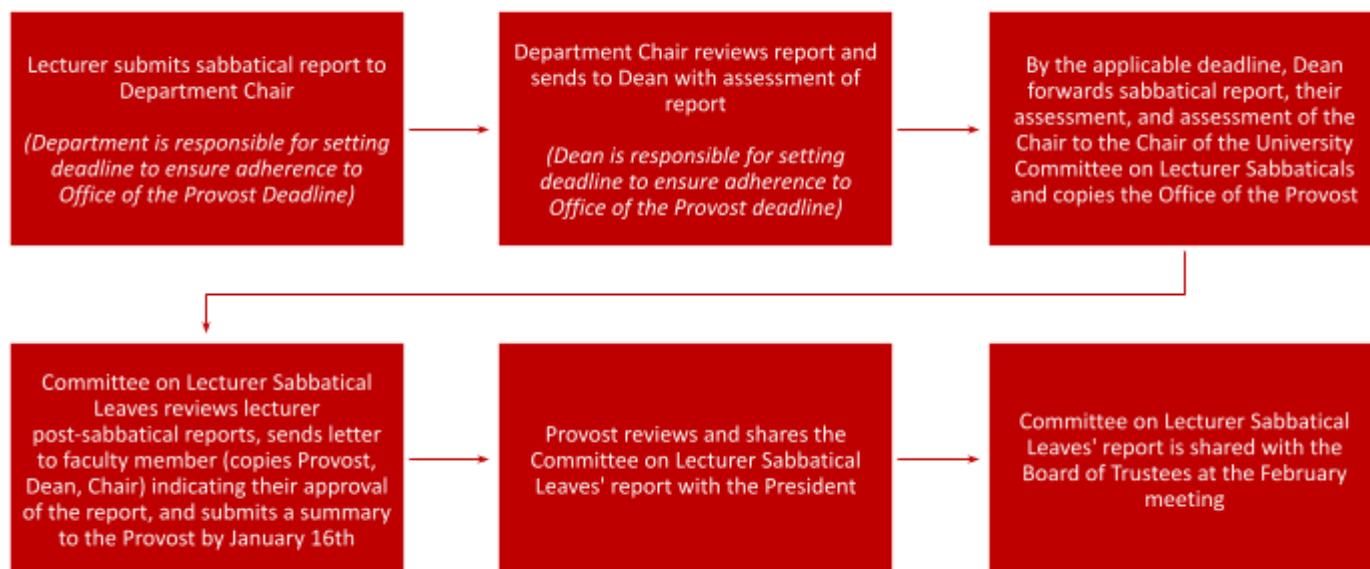 Lecturer submits sabbatical report to
Department Chair
(Department is responsible for setting
deadline to ensure adherence to
Office of the Provost Deadline)
Department Chair reviews report and
sends to Dean with assessment of
report
(Dean is responsible for setting
deadline to ensure adherence to
Office of the Provost deadline)
By the applicable deadline, Dean
forwards sabbatical report, their
assessment, and assessment of the
Chair to the Chair of the University
Committee on Lecturer Sabbaticals
and copies the Office of the Provost
Committee on Lecturer Sabbatical
Leaves reviews lecturer
post-sabbatical reports, sends letter
to faculty member (copies Provost,
Dean, Chair) indicating their approval
of the report, and submits a summary
to the Provost by January 16th
Provost reviews and shares the
Committee on Lecturer Sabbatical
Leaves' report with the President
Committee on Lecturer Sabbatical
Leaves' report is shared with the
Board of Trustees at the February
meeting